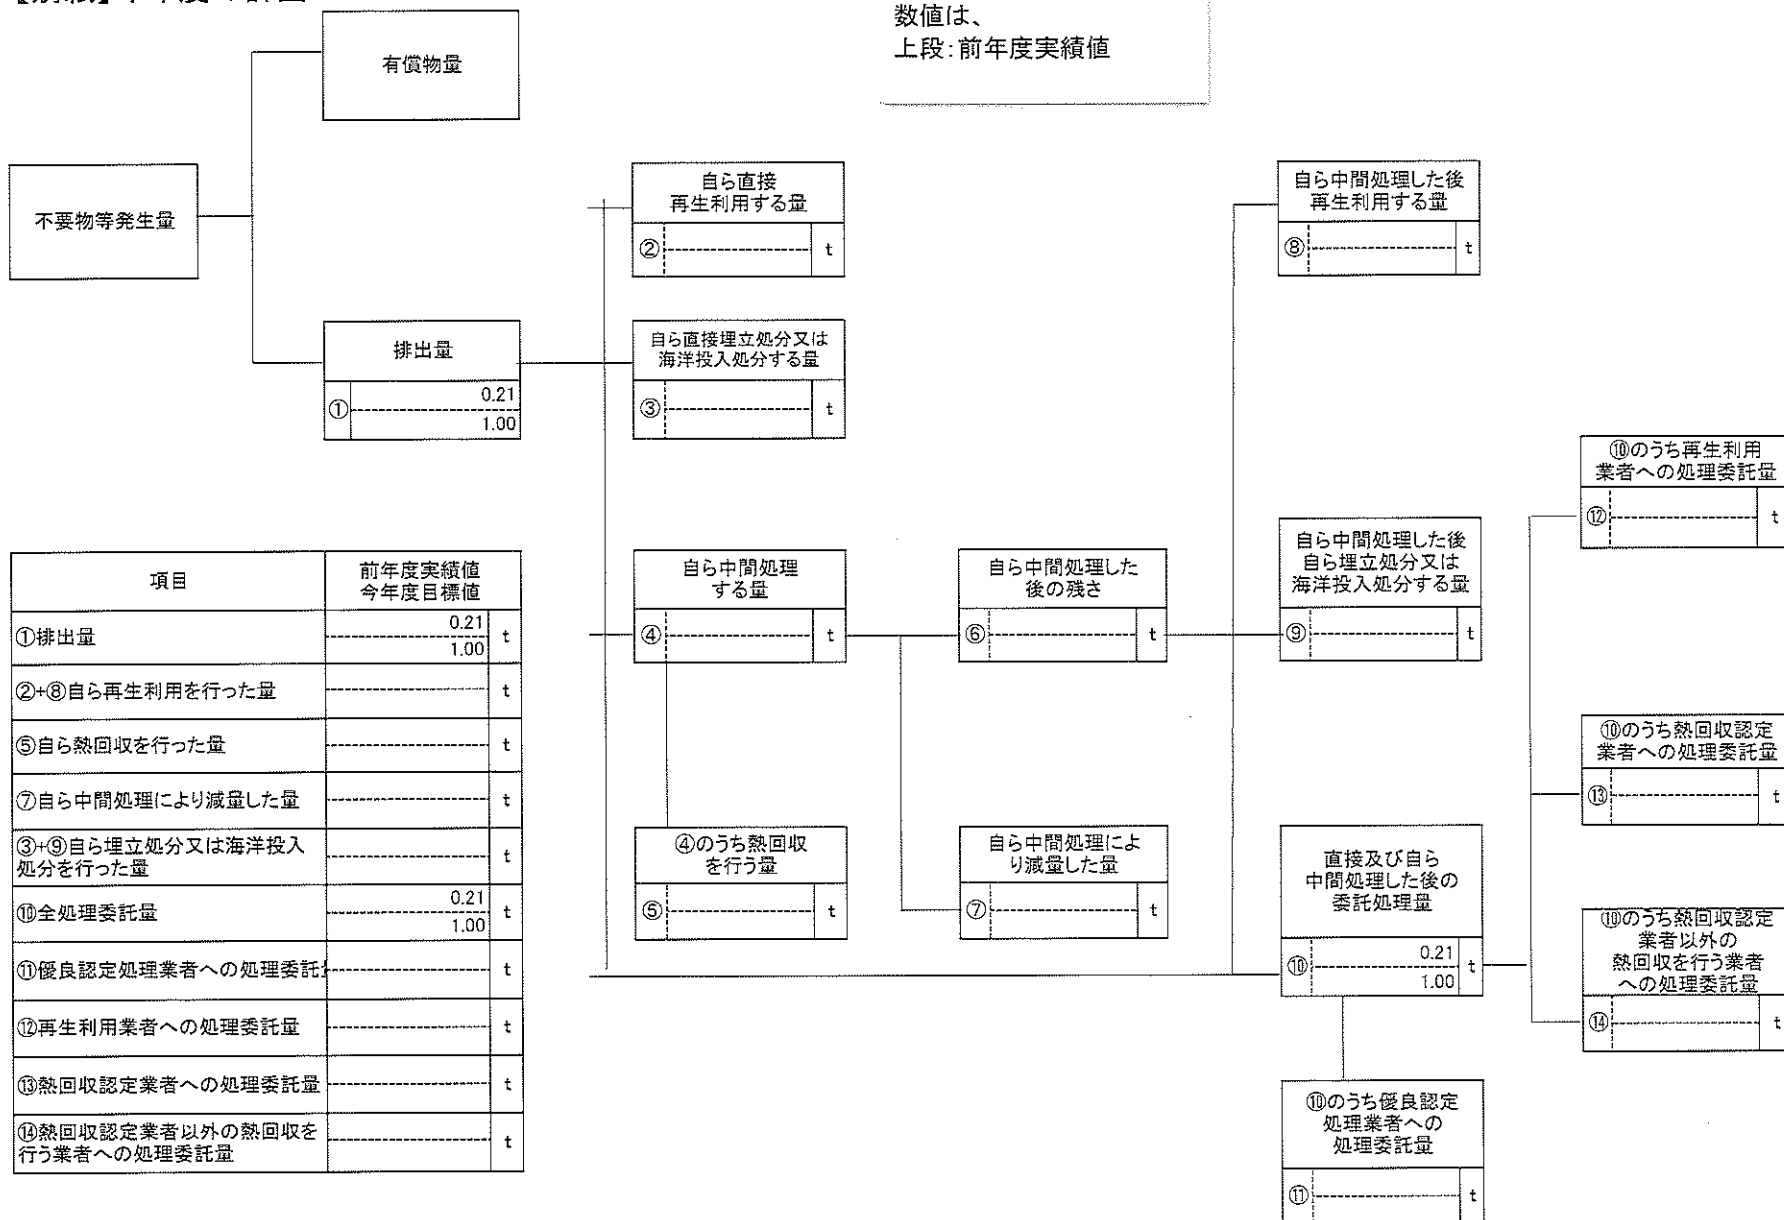 数値は、
上段:前年度実績値
有償物量
不要物等発生量
排出量
①
0.21
1.00
自ら直接
再生利用する量
② t
自ら直接埋立処分又は
海洋投入処分する量
③ t
自ら中間処理した後
再生利用する量
⑧ t
自ら中間処理
する量
④ t
自ら中間処理した
後の残さ
⑥ t
自ら中間処理した後
自ら埋立処分又は
海洋投入処分する量
⑨ t
④のうち熱回収
を行う量
⑤ t
自ら中間処理によ
り減量した量
⑦ t
直接及び自ら
中間処理した後の
委託処理量
⑩
0.21
1.00
t
⑩のうち優良認定
処理業者への
処理委託量
⑪ t
⑩のうち再生利用
業者への処理委託量
⑫ t
⑩のうち熱回収認定
業者への処理委託量
⑬ t
⑩のうち熱回収認定
業者以外の
熱回収を行う業者
への処理委託量
⑭ t
項目
前年度実績値
今年度目標値
①排出量
0.21
1.00
t
②+⑧自ら再生利用を行った量 t
⑤自ら熱回収を行った量 t
⑦自ら中間処理により減量した量 t
③+⑨自ら埋立処分又は海洋投入
処分を行った量 t
⑩全処理委託量
0.21
1.00
t
⑪優良認定処理業者への処理委託 t
⑫再生利用業者への処理委託量 t
⑬熱回収認定業者への処理委託量 t
⑭熱回収認定業者以外の熱回収を
行う業者への処理委託量 t